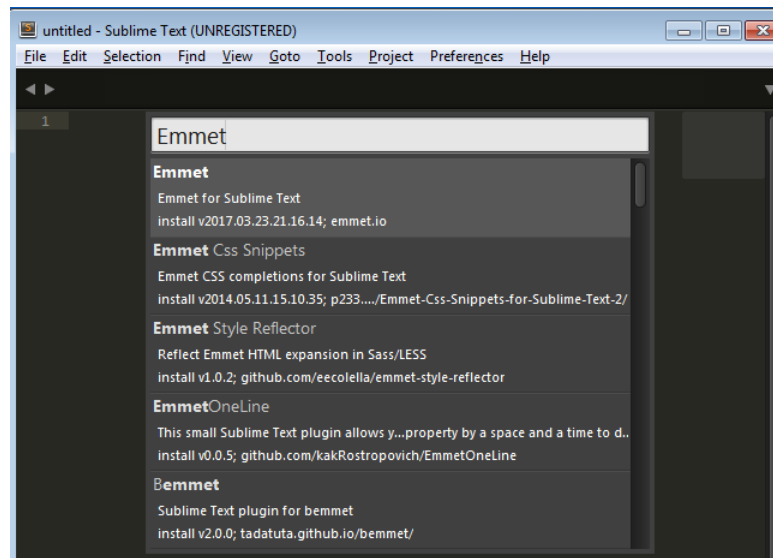 untitled - Sublime Text (UNREGISTERED)
File Edit Selection Find View Goto Tools Project Preferences Help
1
Emmet
Emmet
Emmet for Sublime Text
install v2017.03.23.21.16.14; emmet.io
Emmet Css Snippets
Emmet CSS completions for Sublime Text
install v2014.05.11.15.10.35; p233..../Emmet-Css-Snippets-for-Sublime-Text-2/
Emmet Style Reflector
Reflect Emmet HTML expansion in Sass/LESS
install v1.0.2; github.com/eecolella/emmet-style-reflector
EmmetOneLine
This small Sublime Text plugin allows y...property by a space and a time to d..
install v0.0.5; github.com/kakRostropovich/EmmetOneLine
Bemmet
Sublime Text plugin for bemmet
install v2.0.0; tadatuta.github.io/bemmet/